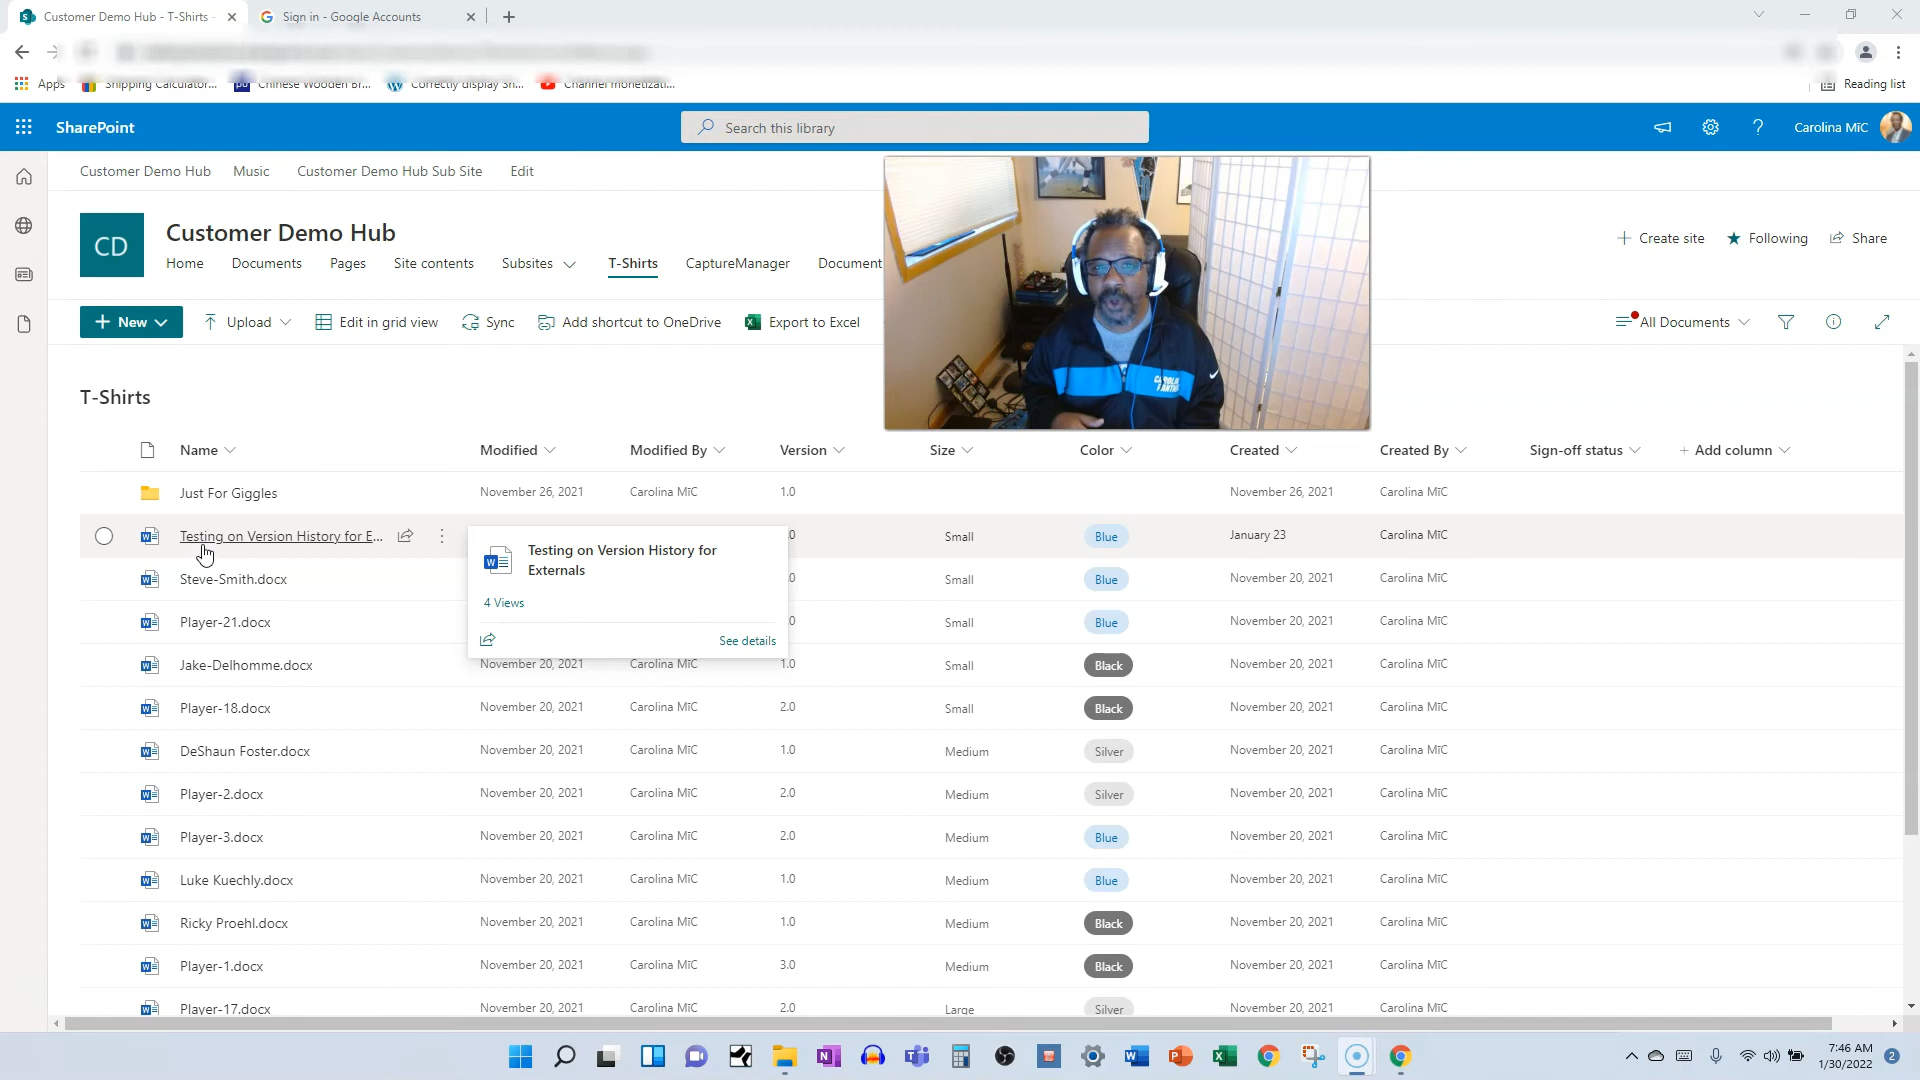 Customer Demo Hub - T-Shirts -
Sign in - Google Accounts
Apps
Shipping Calculator...
Chinese Wooden Br...
Correctly display Sh...
Channel monetizati...
Reading list
SharePoint
Search this library
Carolina MiC
Customer Demo Hub
Music
Customer Demo Hub Sub Site
Edit
CD
Customer Demo Hub
Home
Documents
Pages
Site contents
Subsites
T-Shirts
CaptureManager
Document
Create site
Following
Share
New
Upload
Edit in grid view
Sync
Add shortcut to OneDrive
Export to Excel
All Documents
T-Shirts
Name
Modified
Modified By
Version
Size
Color
Created
Created By
Sign-off status
Add column
Just For Giggles
November 26, 2021
Carolina MiC
1.0
November 26, 2021
Carolina MiC
Testing on Version History for E...
.0
Small
Blue
January 23
Carolina MiC
Testing on Version History for
Externals
4 Views
See details
Steve-Smith.docx
.0
Small
Blue
November 20, 2021
Carolina MiC
Player-21.docx
.0
Small
Blue
November 20, 2021
Carolina MiC
Jake-Delhomme.docx
November 20, 2021
Carolina MiC
1.0
Small
Black
November 20, 2021
Carolina MiC
Player-18.docx
November 20, 2021
Carolina MiC
2.0
Small
Black
November 20, 2021
Carolina MiC
DeShaun Foster.docx
November 20, 2021
Carolina MiC
1.0
Medium
Silver
November 20, 2021
Carolina MiC
Player-2.docx
November 20, 2021
Carolina MiC
2.0
Medium
Silver
November 20, 2021
Carolina MiC
Player-3.docx
November 20, 2021
Carolina MiC
2.0
Medium
Blue
November 20, 2021
Carolina MiC
Luke Kuechly.docx
November 20, 2021
Carolina MiC
1.0
Medium
Blue
November 20, 2021
Carolina MiC
Ricky Proehl.docx
November 20, 2021
Carolina MiC
1.0
Medium
Black
November 20, 2021
Carolina MiC
Player-1.docx
November 20, 2021
Carolina MiC
3.0
Medium
Black
November 20, 2021
Carolina MiC
Player-17.docx
November 20, 2021
Carolina MiC
2.0
Large
Silver
November 20, 2021
Carolina MiC
7:46 AM
1/30/2022
2